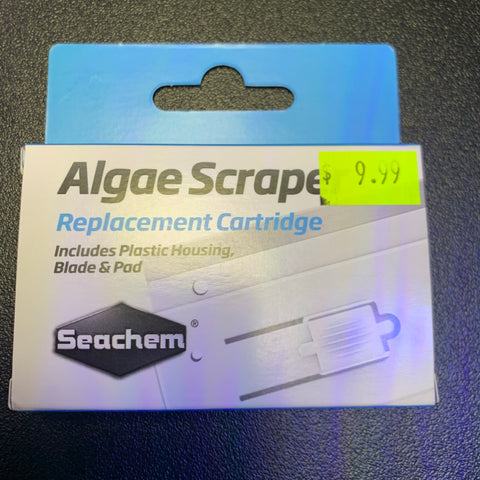 Algae Scrape
$ 9.99
Replacement Cartridge
Includes Plastic Housing,
Blade & Pad
Seachem®